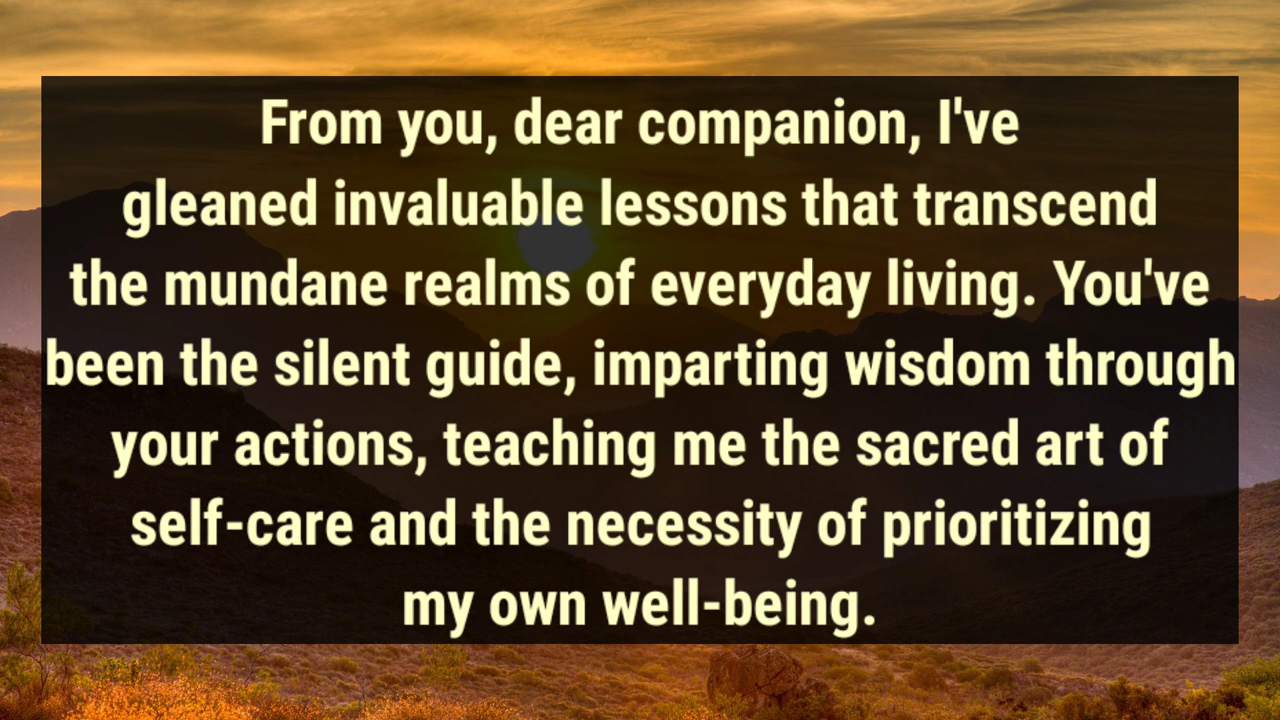 From you, dear companion, I've
gleaned invaluable lessons that transcend
the mundane realms of everyday living. You've
been the silent guide, imparting wisdom through
your actions, teaching me the sacred art of
self-care and the necessity of prioritizing
my own well-being.